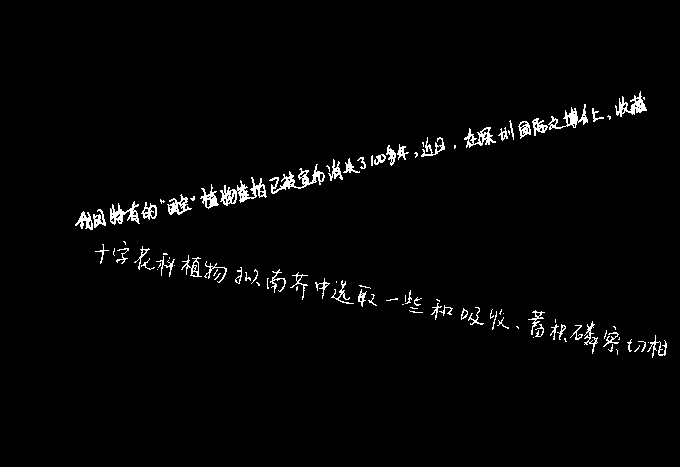 我国特有的“国宝”植物崖柏已被宣布消失了100多年,近日,在深圳国际文博会上,收藏
十字花科植物拟南芥中选取一些和吸收、蓄积磷密切相